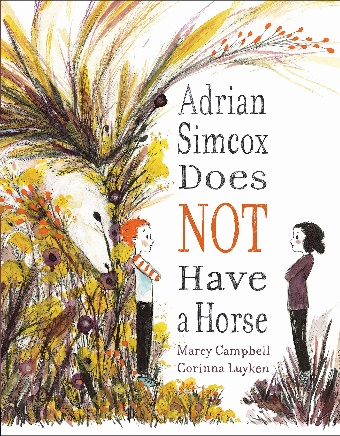 Adrian
Simcox
Does
NOT
Have
a Horse
Marcy Campbell
Corinna Luyken